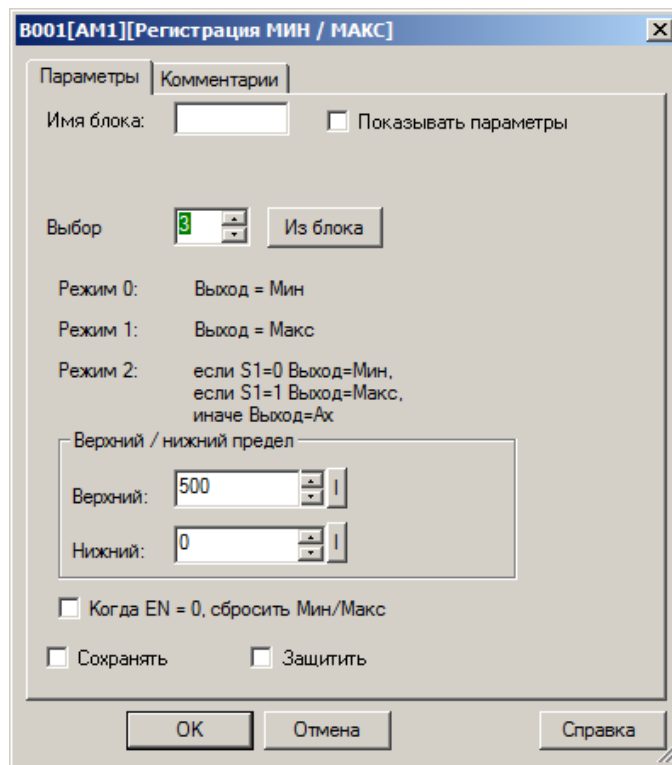 B001[AM1][Регистрация МИН / МАКС]
Параметры Комментарии
Имя блока: Показывать параметры
Выбор 3 Из блока
Режим 0: Выход = Мин
Режим 1: Выход = Макс
Режим 2: если S1=0 Выход=Мин,
если S1=1 Выход=Макс,
иначе Выход=Ax
Верхний / нижний предел
Верхний: 500 I
Нижний: 0 I
Когда EN = 0, сбросить Мин/Макс
Сохранять Защитить
OK Отмена Справка